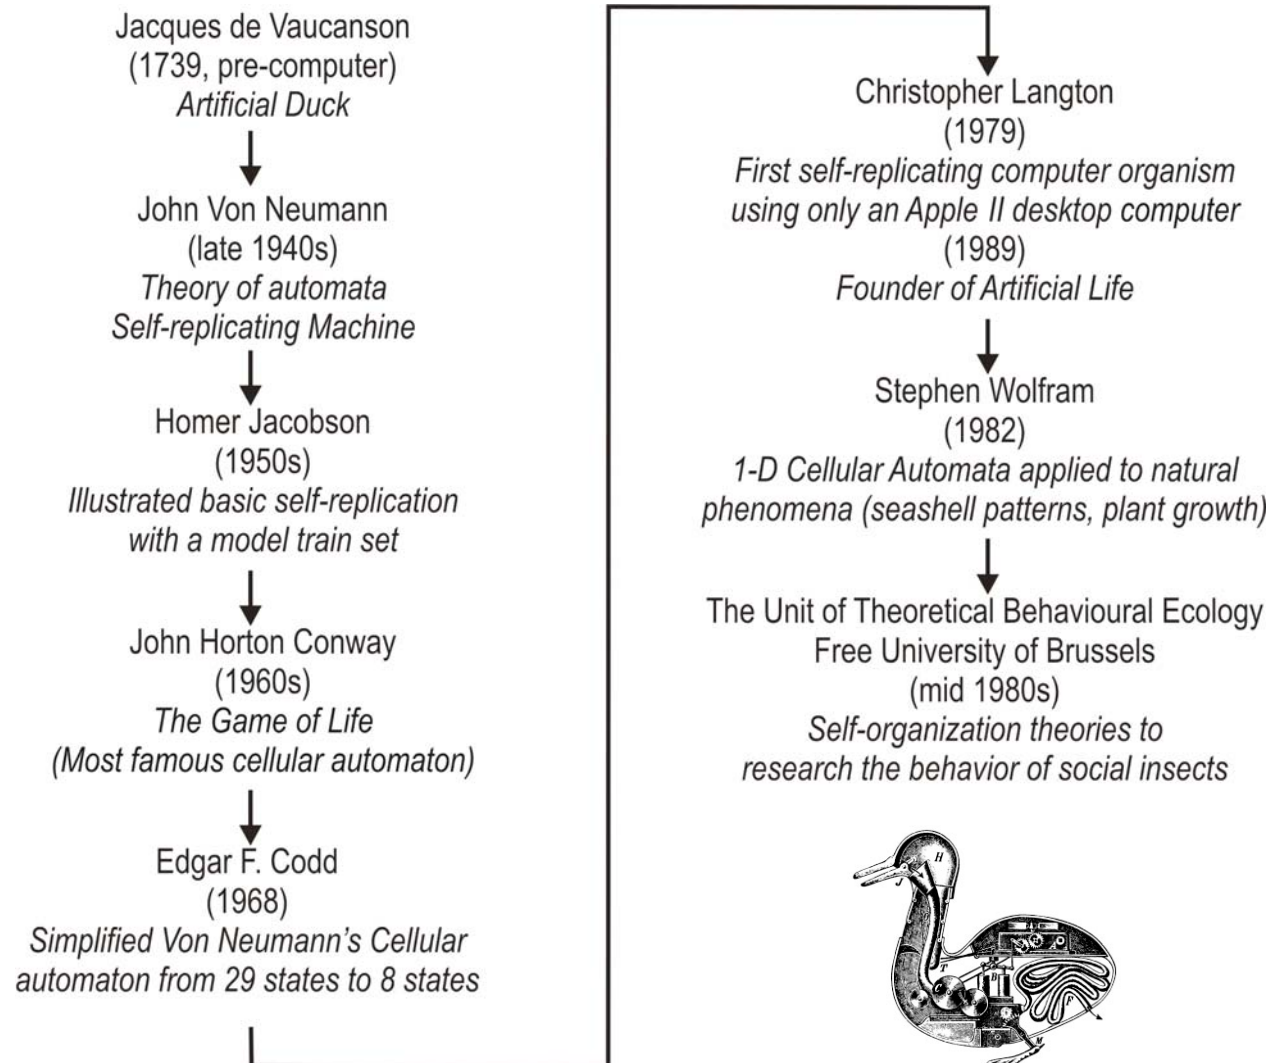 Jacques de Vaucanson
(1739, pre-computer)
Artificial Duck
John Von Neumann
(late 1940s)
Theory of automata
Self-replicating Machine
Homer Jacobson
(1950s)
Illustrated basic self-replication
with a model train set
John Horton Conway
(1960s)
The Game of Life
(Most famous cellular automaton)
Edgar F. Codd
(1968)
Simplified Von Neumann's Cellular
automaton from 29 states to 8 states
Christopher Langton
(1979)
First self-replicating computer organism
using only an Apple II desktop computer
(1989)
Founder of Artificial Life
Stephen Wolfram
(1982)
1-D Cellular Automata applied to natural
phenomena (seashell patterns, plant growth)
The Unit of Theoretical Behavioural Ecology
Free University of Brussels
(mid 1980s)
Self-organization theories to
research the behavior of social insects
H
J
T
B
F
M